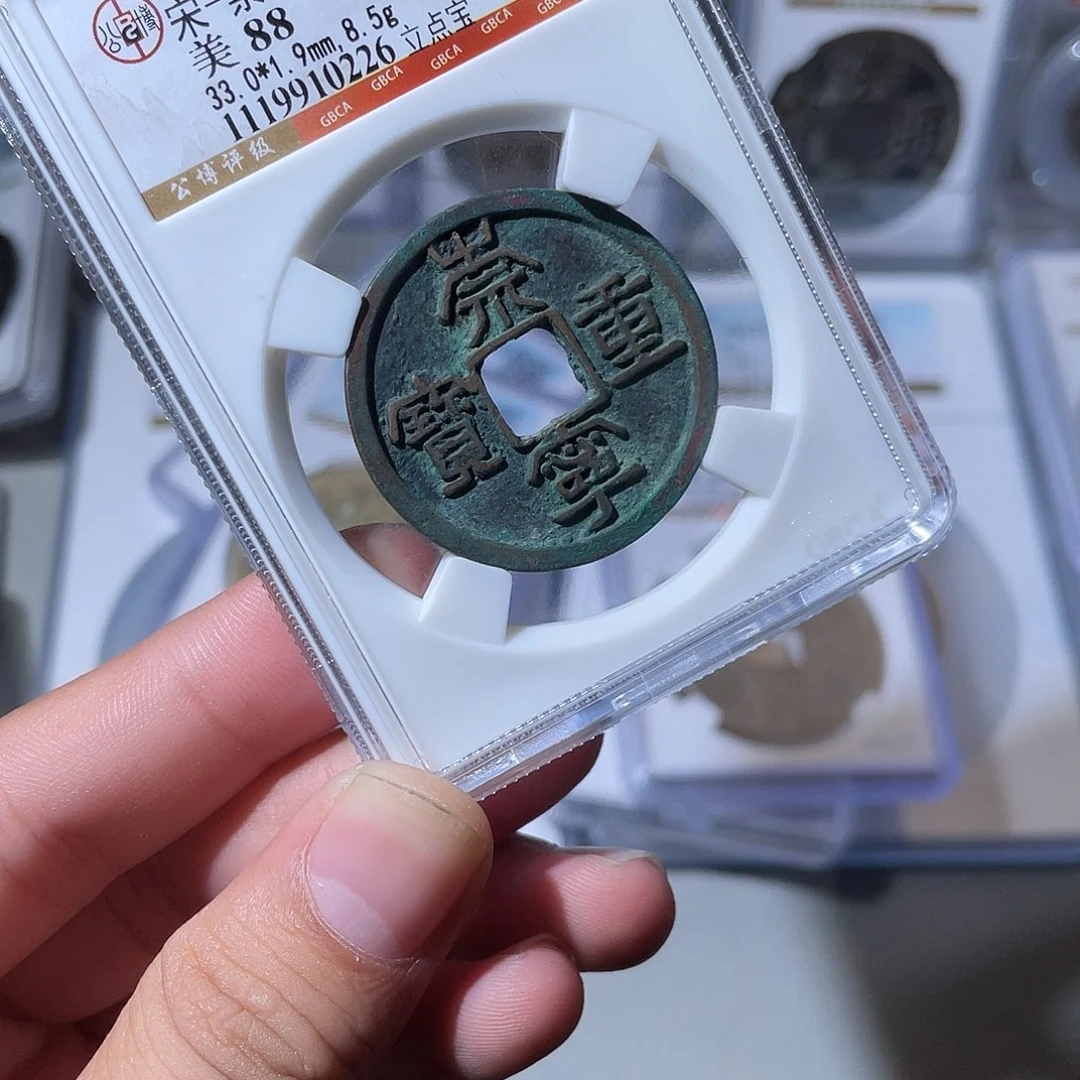 宋
美 88
33.0*1.9mm, 8.5g 立点宝
1119910226
GBCA GBCA GBCA GBCA
公博评级
崇寧重寶